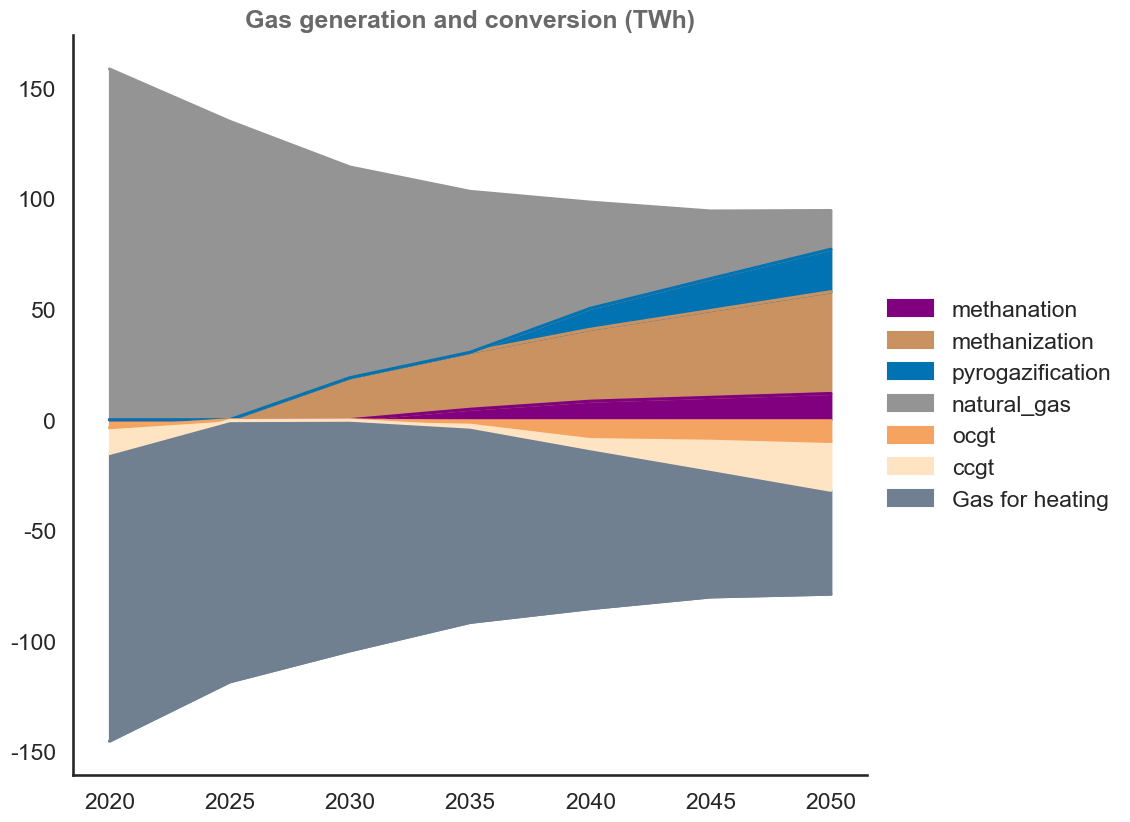 Gas generation and conversion (TWh)
150
100
50
0
-50
-100
-150
2020 2025 2030 2035 2040 2045 2050
methanation
methanization
pyrogazification
natural_gas
ocgt
ccgt
Gas for heating